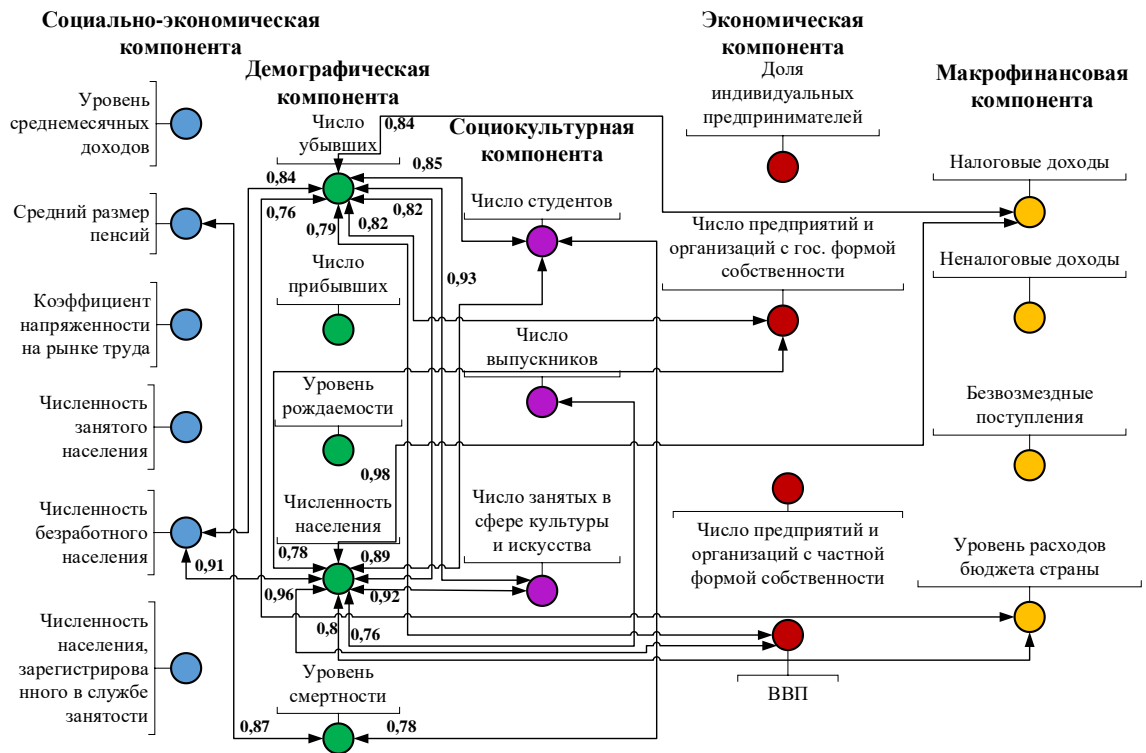 Социально-экономическая
компонента
Уровень
среднемесячных
доходов
Средний размер
пенсий
Коэффициент
напряженности
на рынке труда
Численность
занятого
населения
Численность
безработного
населения
Численность
населения,
зарегистрирова
нного в службе
занятости
Демографическая
компонента
Число
убывших
Число
прибывших
Уровень
рождаемости
Численность
населения
Уровень
смертности
Социокультурная
компонента
Число студентов
Число
выпускников
Число занятых в
сфере культуры
и искусства
Экономическая
компонента
Доля
индивидуальных
предпринимателей
Число предприятий и
организаций с гос. формой
собственности
Число предприятий и
организаций с частной
формой собственности
ВВП
Макрофинансовая
компонента
Налоговые доходы
Неналоговые доходы
Безвозмездные
поступления
Уровень расходов
бюджета страны
0,84
0,85
0,84
0,76
0,82
0,79
0,82
0,93
0,98
0,78
0,89
0,91
0,96
0,92
0,8
0,76
0,87
0,78